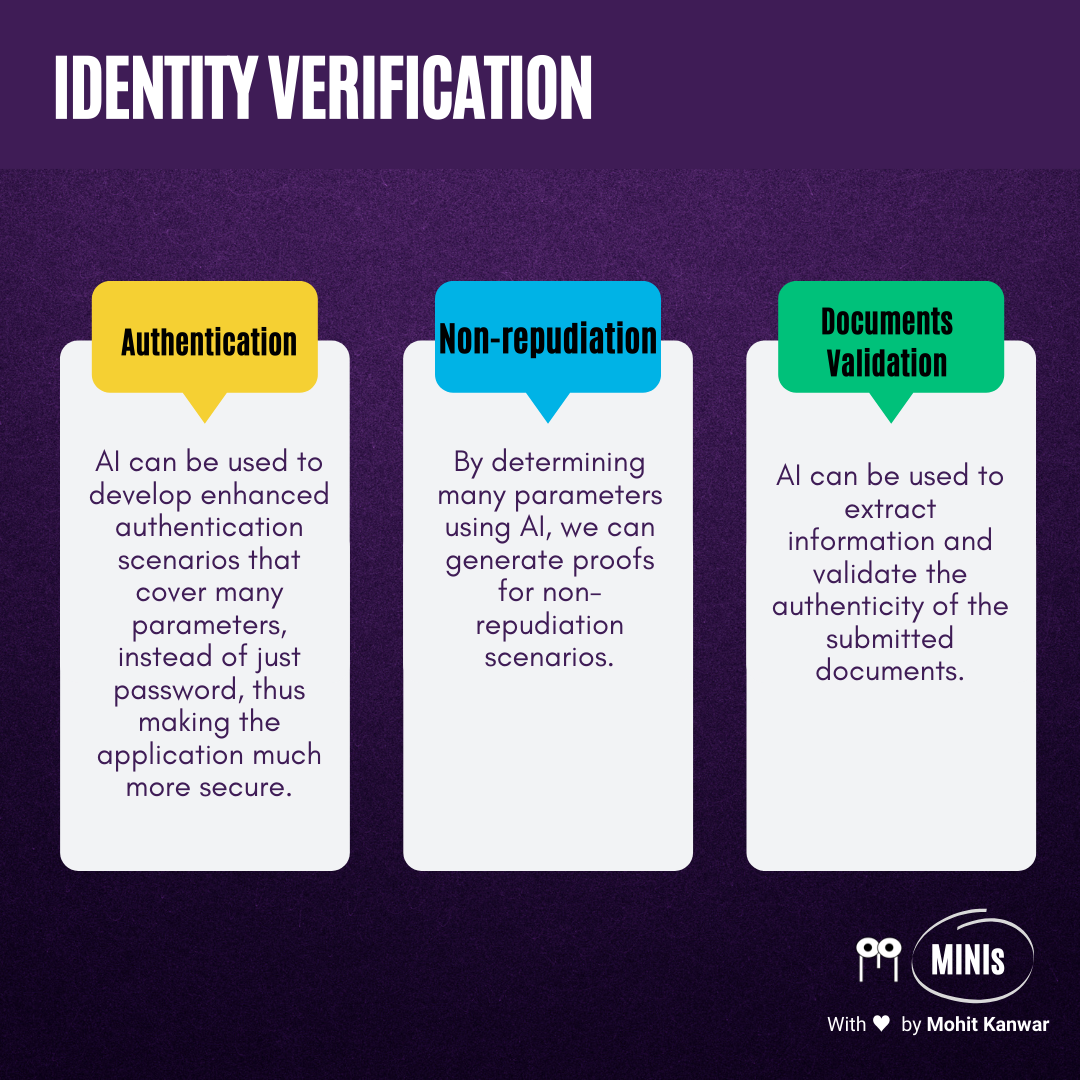 IDENTITY VERIFICATION
Authentication
AI can be used to
develop enhanced
authentication
scenarios that
cover many
parameters,
instead of just
password, thus
making the
application much
more secure.
Non-repudiation
By determining
many parameters
using AI, we can
generate proofs
for non-
repudiation
scenarios.
Documents
Validation
AI can be used to
extract
information and
validate the
authenticity of the
submitted
documents.
MINIs
With ♥ by Mohit Kanwar